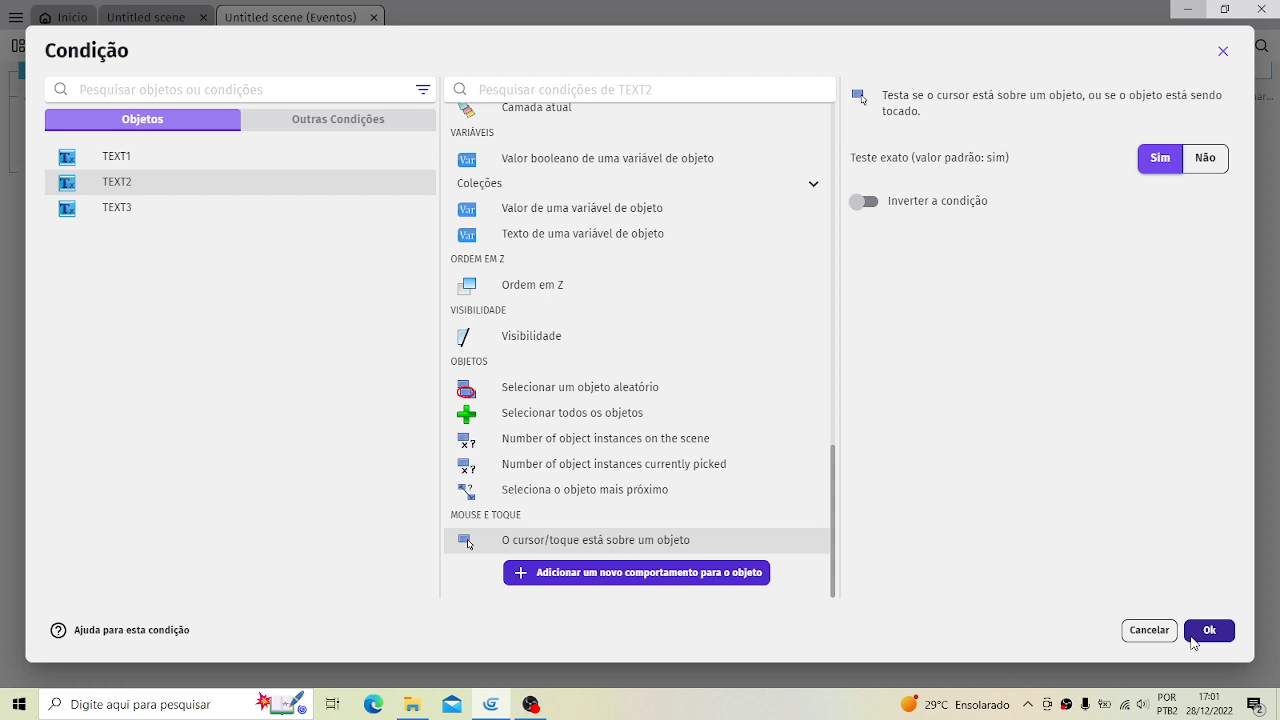 Início
Untitled scene
Untitled scene (Eventos)
Condição
Pesquisar objetos ou condições
Objetos
Outras Condições
TEXT1
TEXT2
TEXT3
Pesquisar condições de TEXT2
Camada atual
VARIÁVEIS
Var
Valor booleano de uma variável de objeto
Coleções
Var
Valor de uma variável de objeto
Var
Texto de uma variável de objeto
ORDEM EM Z
Ordem em Z
VISIBILIDADE
Visibilidade
OBJETOS
Selecionar um objeto aleatório
Selecionar todos os objetos
Number of object instances on the scene
Number of object instances currently picked
Seleciona o objeto mais próximo
MOUSE E TOQUE
O cursor/toque está sobre um objeto
Adicionar um novo comportamento para o objeto
Testa se o cursor está sobre um objeto, ou se o objeto está sendo
tocado.
Teste exato (valor padrão: sim)
Sim
Não
Inverter a condição
Ajuda para esta condição
Cancelar
Ok
Digite aqui para pesquisar
29°C Ensolarado
POR
PTB2
17:01
28/12/2022
2